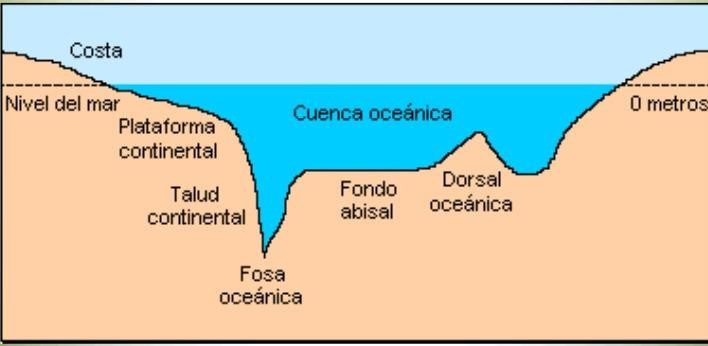 Costa
Nivel del mar
0 metros
Plataforma
continental
Cuenca oceánica
Talud
continental
Fondo
abisal
Dorsal
oceánica
Fosa
oceánica